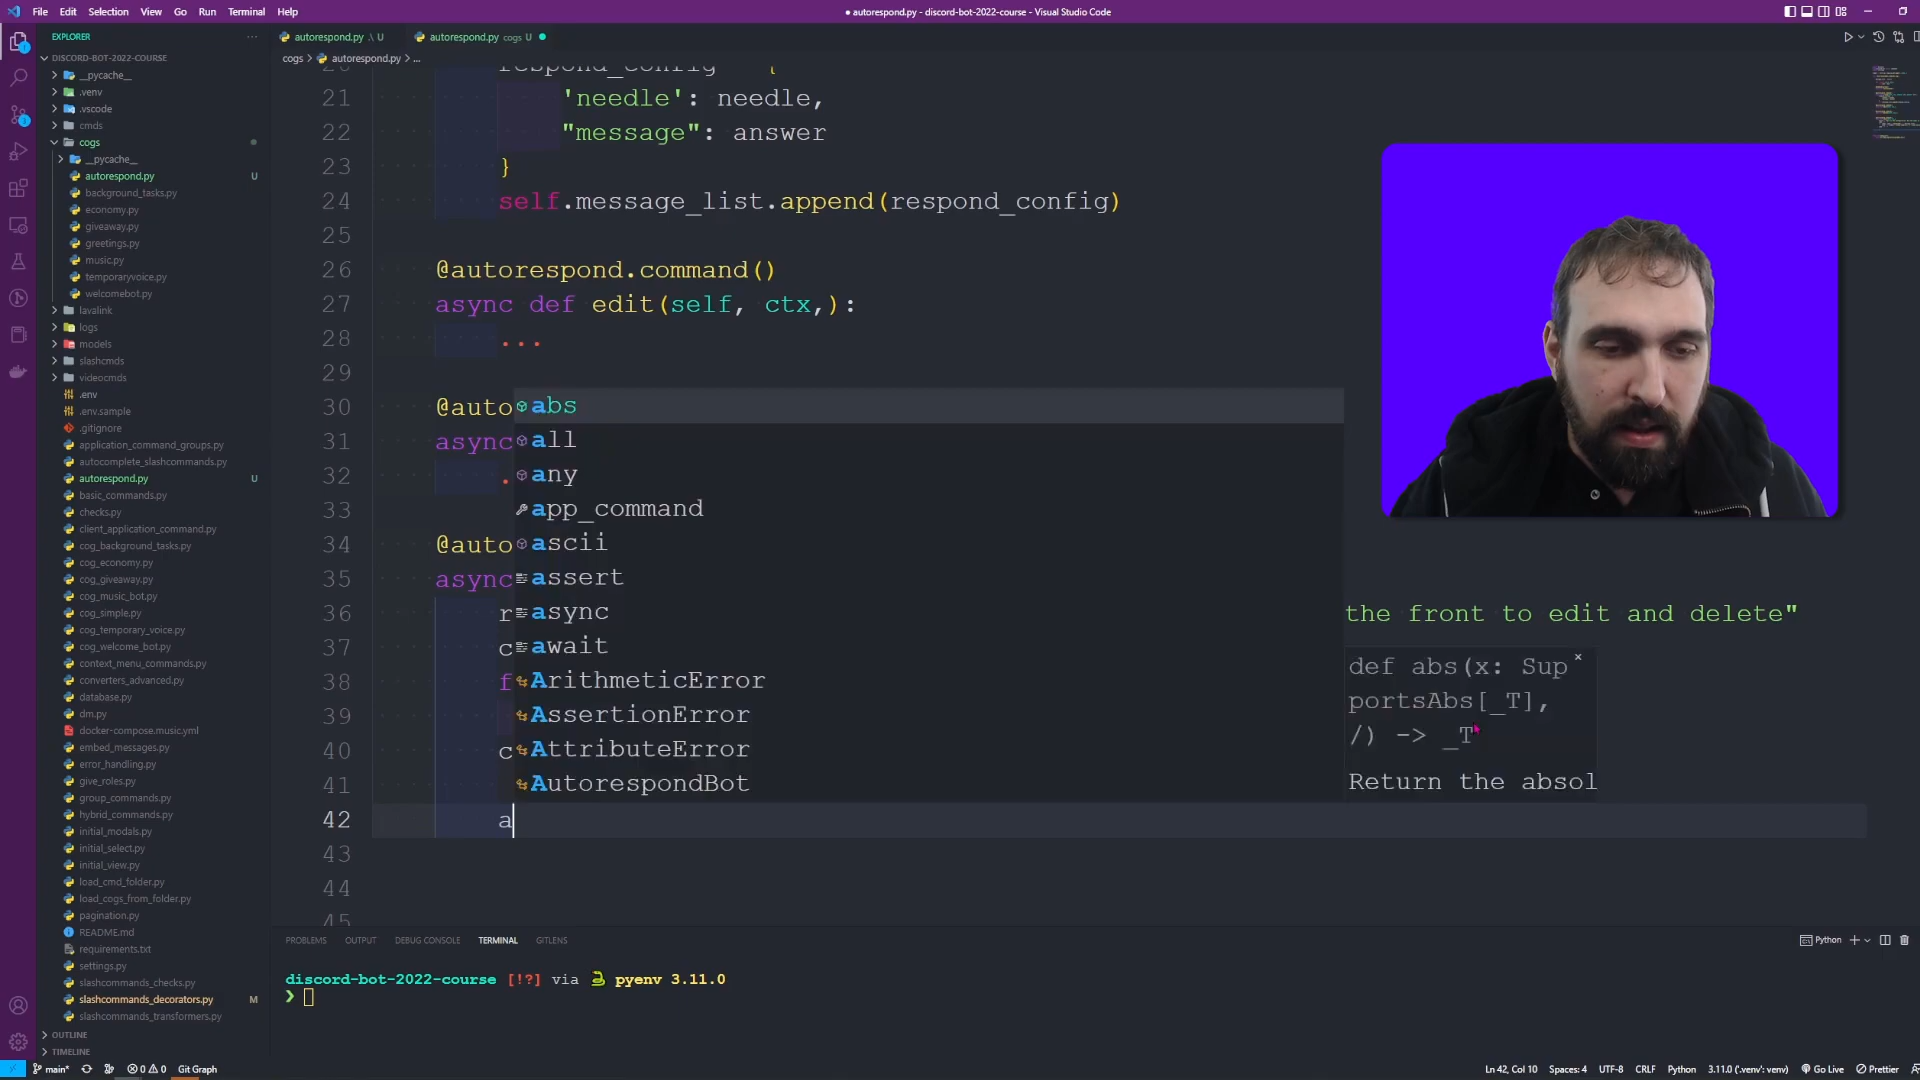 File Edit Selection View Go Run Terminal Help
● autorespond.py - discord-bot-2022-course - Visual Studio Code
EXPLORER
DISCORD-BOT-2022-COURSE
__pycache__
.venv
.vscode
cmds
cogs
__pycache__
autorespond.py U
background_tasks.py
economy.py
giveaway.py
greetings.py
music.py
temporaryvoice.py
welcomebot.py
lavalink
logs
models
slashcmds
videocmds
.env
.env.sample
.gitignore
application_command_groups.py
autocomplete_slashcommands.py
autorespond.py U
basic_commands.py
checks.py
client_application_command.py
cog_background_tasks.py
cog_economy.py
cog_giveaway.py
cog_music_bot.py
cog_simple.py
cog_temporary_voice.py
cog_welcome_bot.py
context_menu_commands.py
converters_advanced.py
database.py
dm.py
docker-compose.music.yml
embed_messages.py
error_handling.py
give_roles.py
group_commands.py
hybrid_commands.py
initial_modals.py
initial_select.py
initial_view.py
load_cmd_folder.py
load_cogs_from_folder.py
pagination.py
README.md
requirements.txt
settings.py
slashcommands_checks.py
slashcommands_decorators.py M
slashcommands_transformers.py
OUTLINE
TIMELINE
autorespond.py .\ U
autorespond.py cogs U
cogs > autorespond.py > ...
respond_config {
21 'needle': needle,
22 "message": answer
23 }
24 self.message_list.append(respond_config)
25
26 @autorespond.command()
27 async def edit(self, ctx,):
28 ...
29
30 @auto
31 async
32 .
33
34 @auto
35 async
36 r the front to edit and delete"
37 c
38 f
39
40 c
41
42 a
43
44
45
abs
all
any
app_command
ascii
assert
async
await
ArithmeticError
AssertionError
AttributeError
AutorespondBot
def abs(x: Sup
portsAbs[_T],
/) -> _T
Return the absol
PROBLEMS OUTPUT DEBUG CONSOLE TERMINAL GITLENS
Python
discord-bot-2022-course [!?] via pyenv 3.11.0
❯
main* 0 0 Git Graph
Ln 42, Col 10 Spaces: 4 UTF-8 CRLF Python 3.11.0 ('.venv': venv) Go Live Prettier